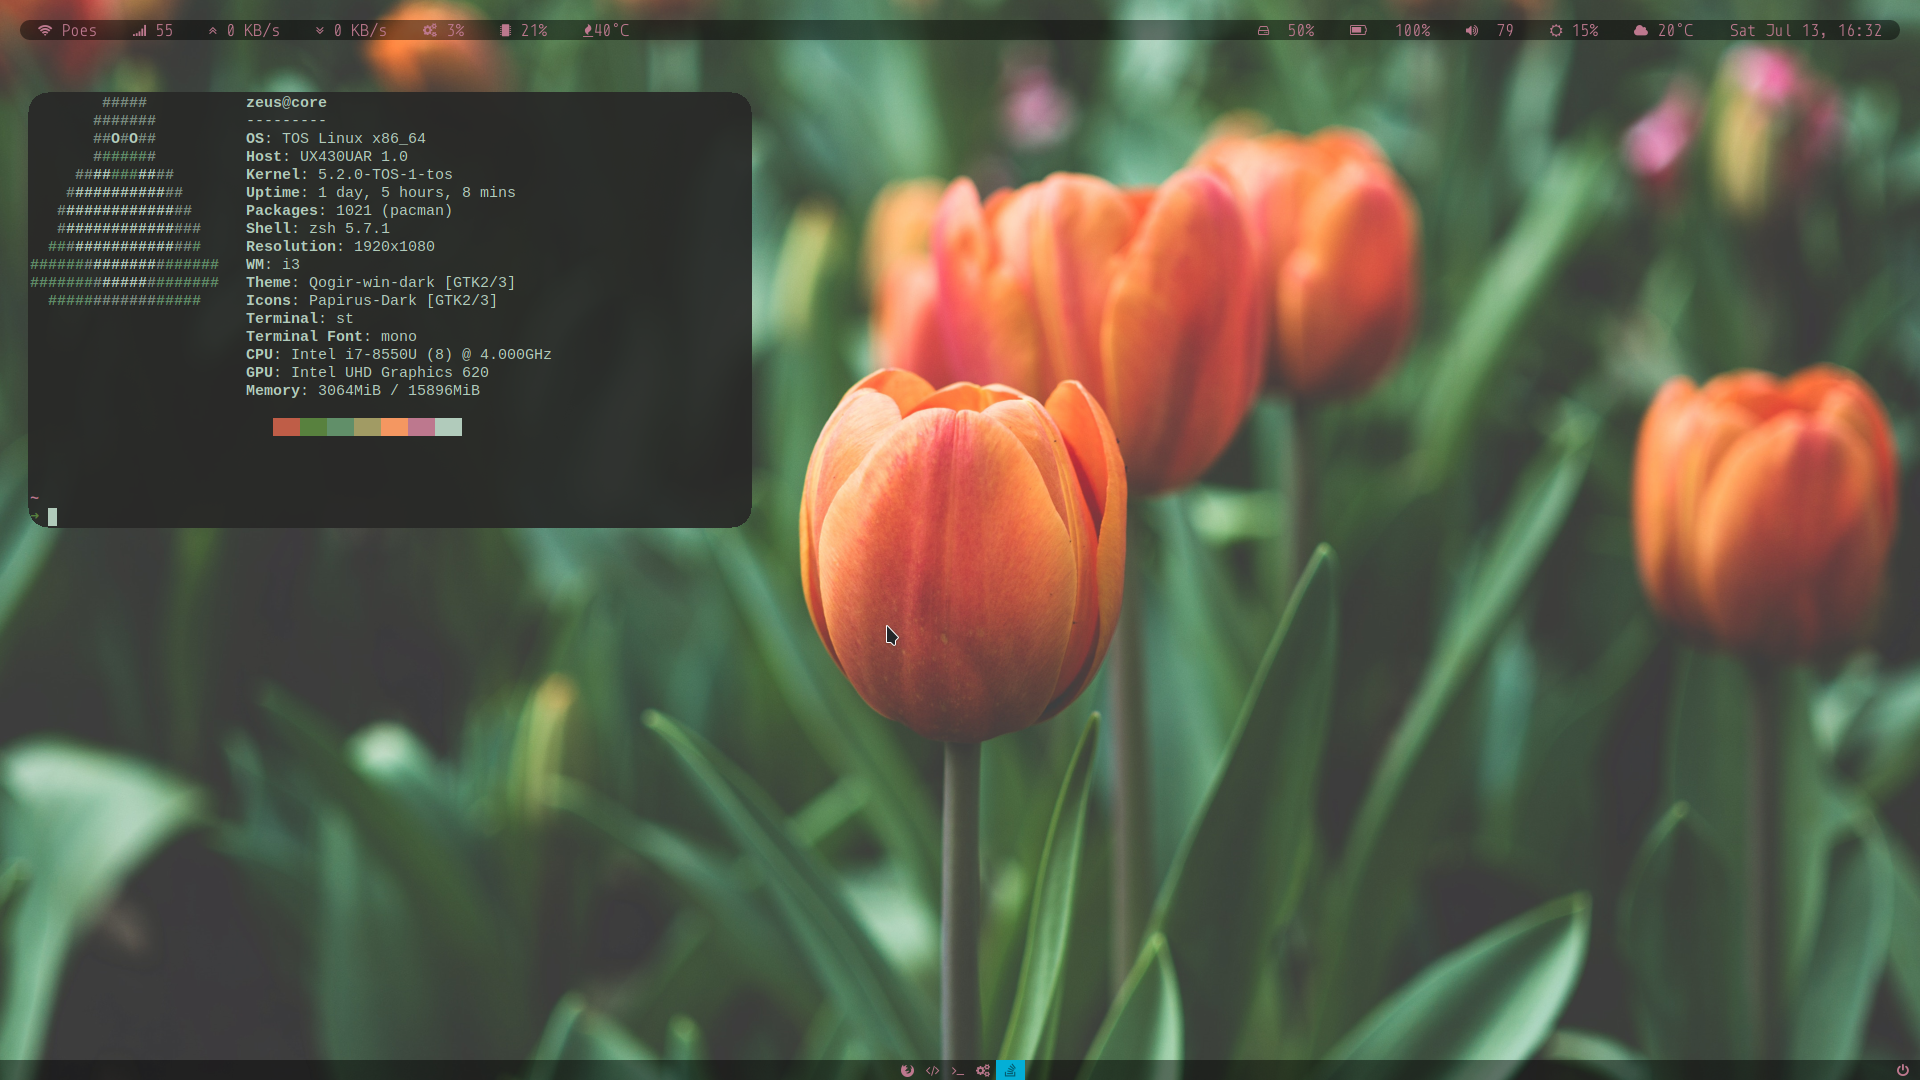 Poes 55 0 KB/s 0 KB/s 3% 21% 40°C 50% 100% 79 15% 20°C Sat Jul 13, 16:32
##### zeus@core
####### ---------
##O#O## OS: TOS Linux x86_64
####### Host: UX430UAR 1.0
########### Kernel: 5.2.0-TOS-1-tos
############# Uptime: 1 day, 5 hours, 8 mins
############### Packages: 1021 (pacman)
################ Shell: zsh 5.7.1
################# Resolution: 1920x1080
##################### WM: i3
##################### Theme: Qogir-win-dark [GTK2/3]
################# Icons: Papirus-Dark [GTK2/3]
Terminal: st
Terminal Font: mono
CPU: Intel i7-8550U (8) @ 4.000GHz
GPU: Intel UHD Graphics 620
Memory: 3064MiB / 15896MiB
~
→